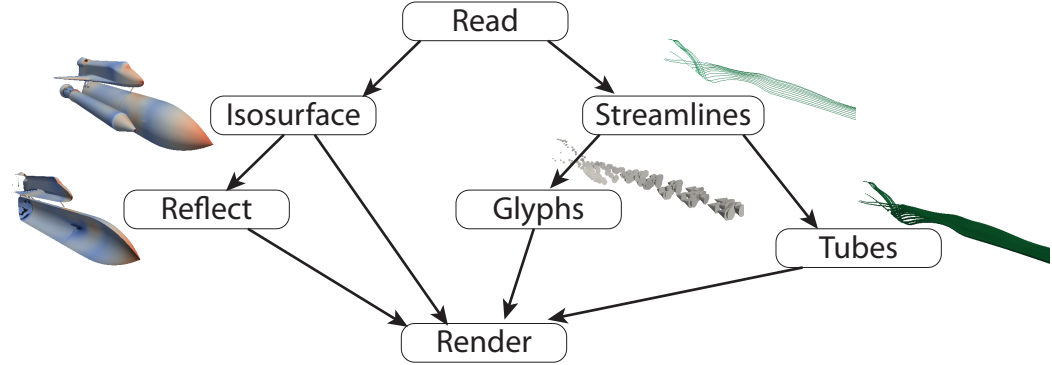 Read
Isosurface
Streamlines
Reflect
Glyphs
Tubes
Render